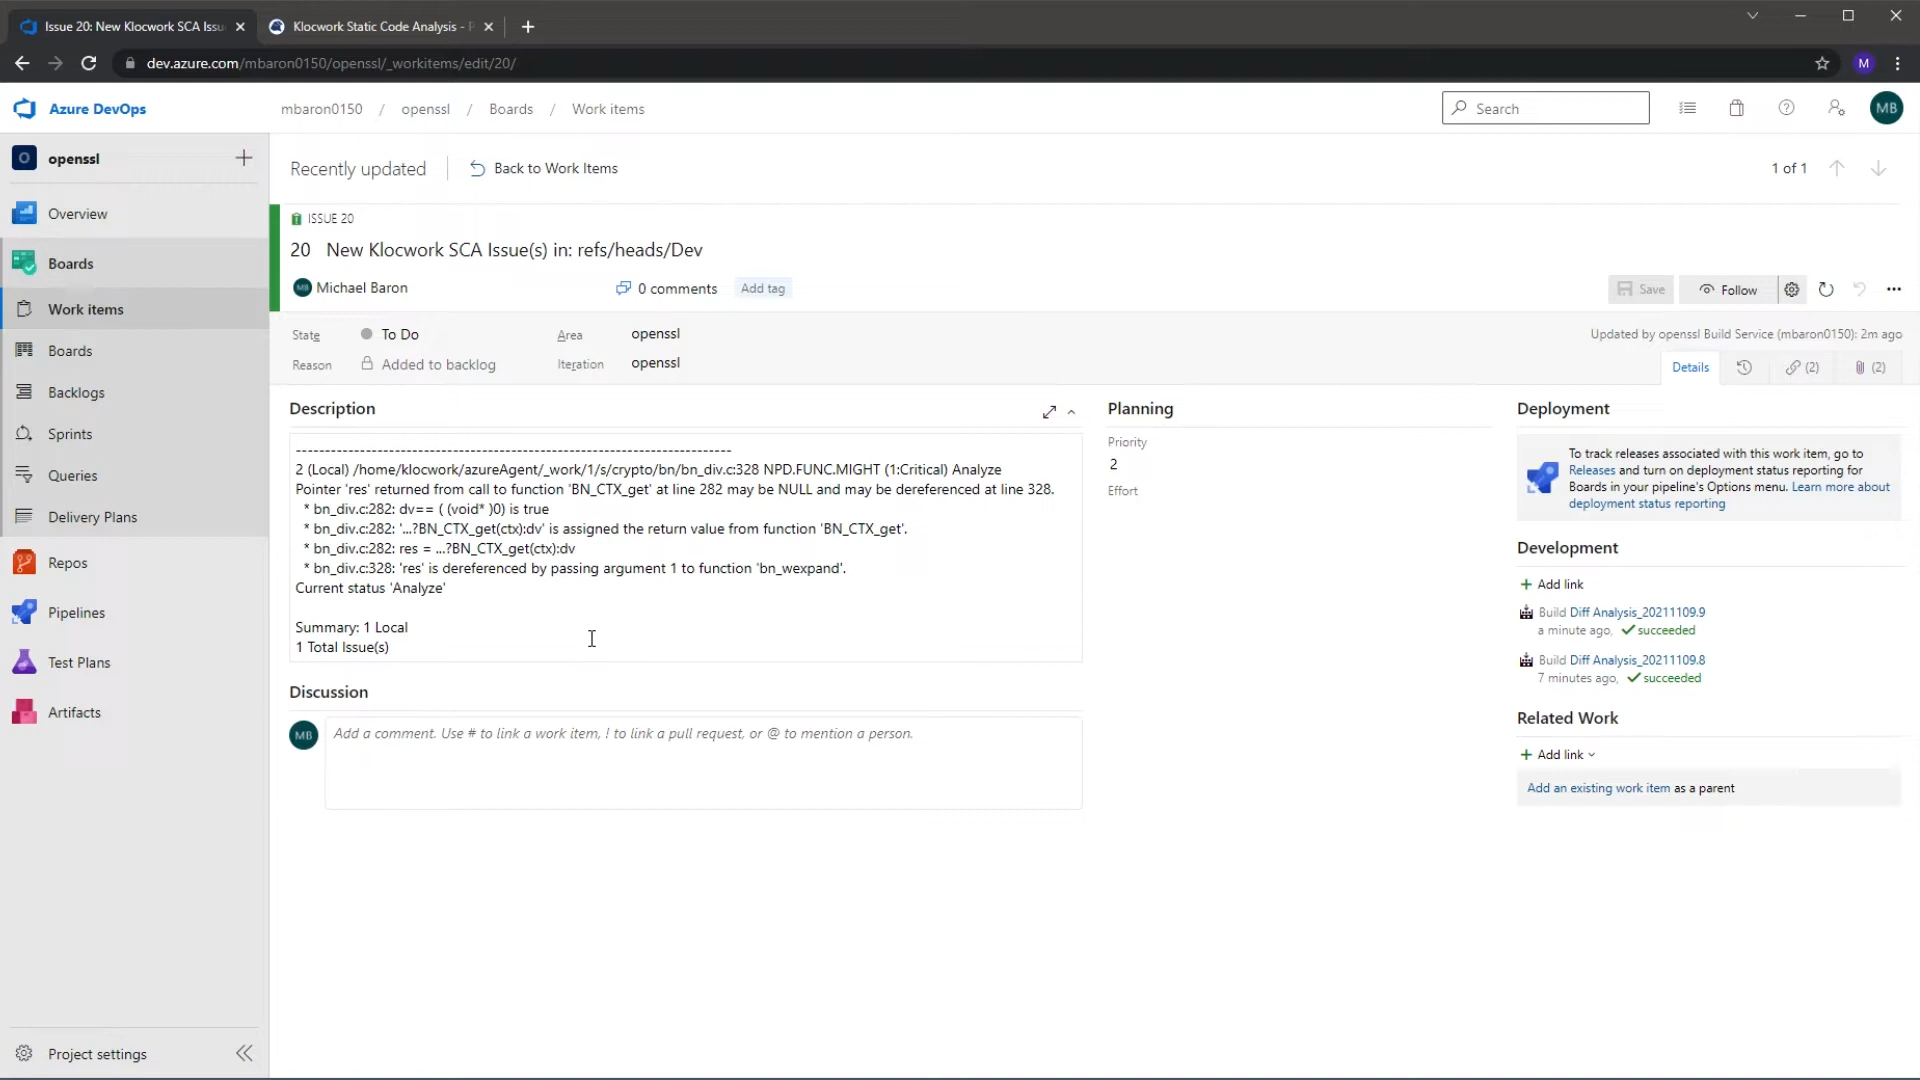 Issue 20: New Klocwork SCA Issu
Klocwork Static Code Analysis -
dev.azure.com/mbaron0150/openssl/_workitems/edit/20/
M
Azure DevOps
mbaron0150 / openssl / Boards / Work items
Search
MB
O openssl
Overview
Boards
Work items
Boards
Backlogs
Sprints
Queries
Delivery Plans
Repos
Pipelines
Test Plans
Artifacts
Project settings
Recently updated
Back to Work Items
1 of 1
ISSUE 20
20 New Klocwork SCA Issue(s) in: refs/heads/Dev
MB Michael Baron
0 comments
Add tag
Save
Follow
State To Do
Area openssl
Updated by openssl Build Service (mbaron0150): 2m ago
Reason Added to backlog
Iteration openssl
Details
(2)
(2)
Description
---------------------------------------------------------------------------
2 (Local) /home/klocwork/azureAgent/_work/1/s/crypto/bn/bn_div.c:328 NPD.FUNC.MIGHT (1:Critical) Analyze
Pointer 'res' returned from call to function 'BN_CTX_get' at line 282 may be NULL and may be dereferenced at line 328.
* bn_div.c:282: dv== ( (void* )0) is true
* bn_div.c:282: '...?BN_CTX_get(ctx):dv' is assigned the return value from function 'BN_CTX_get'.
* bn_div.c:282: res = ...?BN_CTX_get(ctx):dv
* bn_div.c:328: 'res' is dereferenced by passing argument 1 to function 'bn_wexpand'.
Current status 'Analyze'
Summary: 1 Local
1 Total Issue(s)
Discussion
MB
Add a comment. Use # to link a work item, ! to link a pull request, or @ to mention a person.
Planning
Priority
2
Effort
Deployment
To track releases associated with this work item, go to
Releases and turn on deployment status reporting for
Boards in your pipeline's Options menu. Learn more about
deployment status reporting
Development
+ Add link
Build Diff Analysis_20211109.9
a minute ago, succeeded
Build Diff Analysis_20211109.8
7 minutes ago, succeeded
Related Work
+ Add link
Add an existing work item as a parent